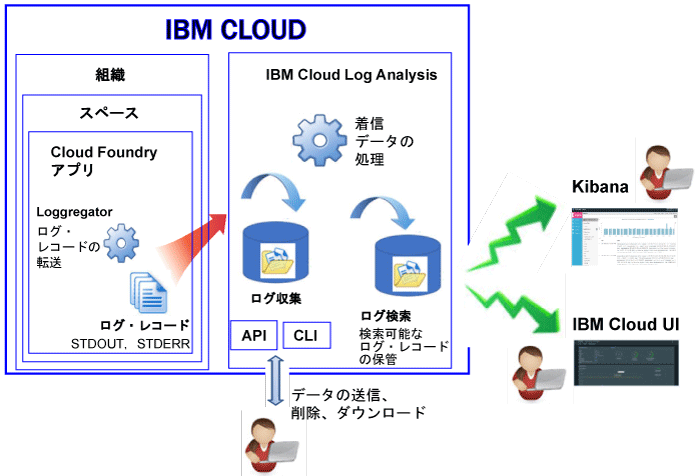 IBM CLOUD
組織
スペース
Cloud Foundry
アプリ
Loggregator
ログ・
レコードの
転送
ログ・レコード
STDOUT, STDERR
IBM Cloud Log Analysis
着信
データの
処理
ログ収集
ログ検索
検索可能な
ログ・レコード
の保管
API
CLI
データの送信、
削除、ダウンロード
Kibana
IBM Cloud UI